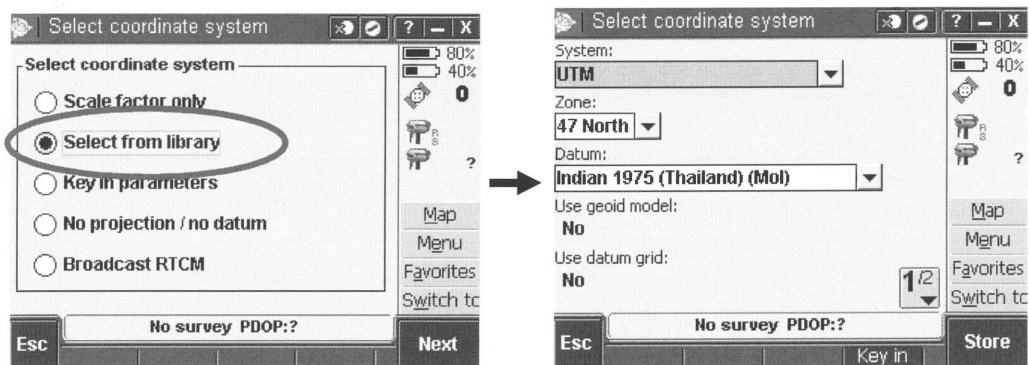 Select coordinate system
? – X
80%
40%
Select coordinate system
Scale factor only
0
Select from library
Key in parameters
?
No projection / no datum
Map
Menu
Broadcast RTCM
Favorites
Switch to
No survey PDOP:?
Esc
Next
Select coordinate system
? – X
System:
80%
UTM
40%
Zone:
0
47 North
Datum:
Indian 1975 (Thailand) (Mol)
?
Use geoid model:
No
Map
Menu
Use datum grid:
No
1/2
Favorites
Switch to
No survey PDOP:?
Esc
Key in
Store